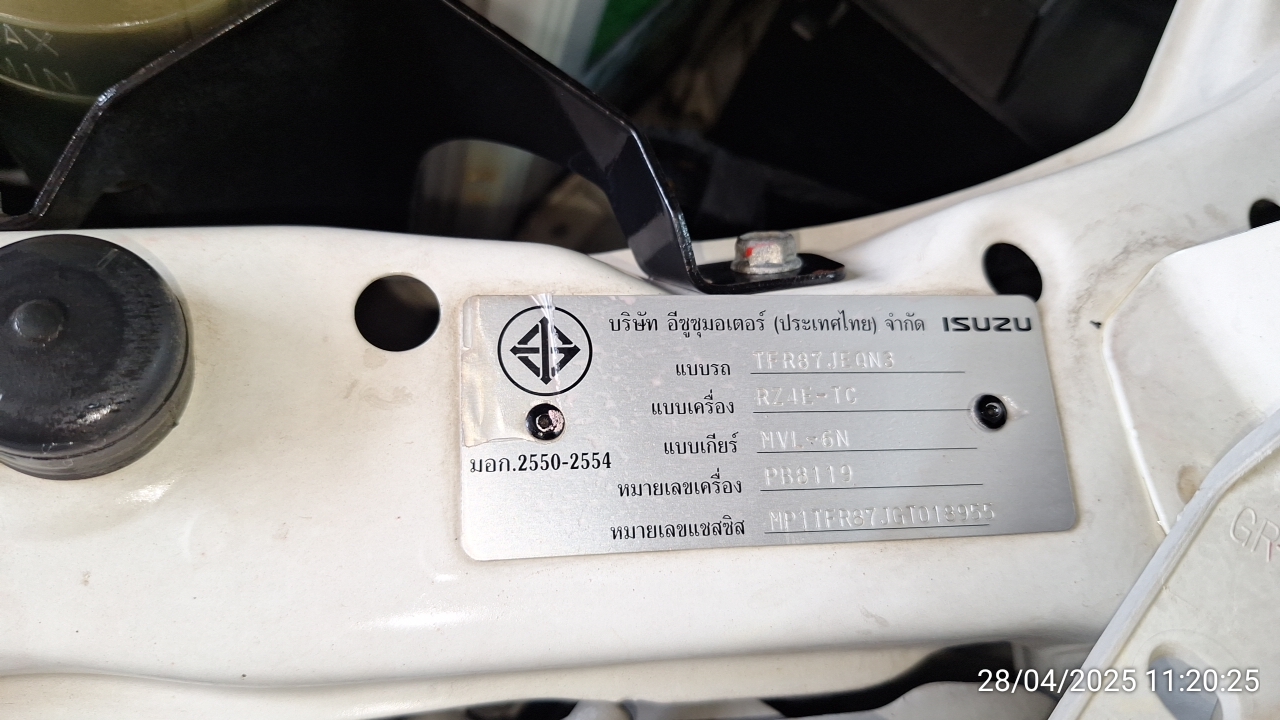 MAX
MIN
บริษัท อีซูซุมอเตอร์ (ประเทศไทย) จำกัด ISUZU
แบบรถ TFR87JEQN3
แบบเครื่อง RZ4E-TC
แบบเกียร์ MVL-6N
มอก.2550-2554
หมายเลขเครื่อง PB8119
หมายเลขแชสซิส MP1TFR87JGT018955
28/04/2025 11:20:25